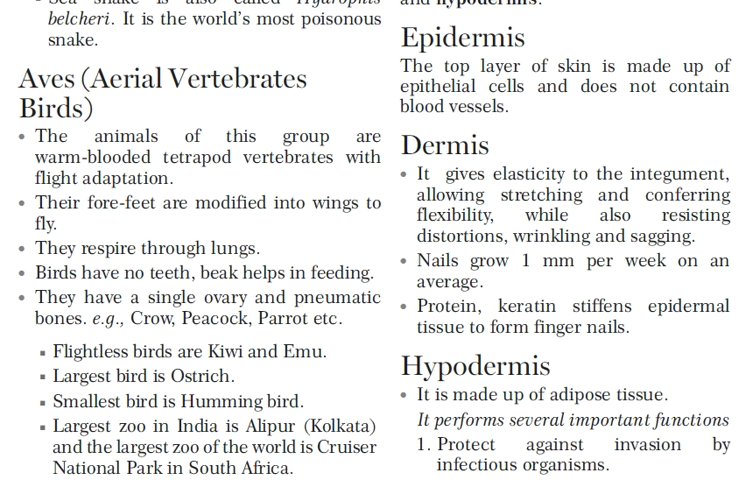 Sea snake is also called Hydrophis
belcheri. It is the world's most poisonous
snake.
Aves (Aerial Vertebrates
Birds)
• The animals of this group are
warm-blooded tetrapod vertebrates with
flight adaptation.
• Their fore-feet are modified into wings to
fly.
• They respire through lungs.
• Birds have no teeth, beak helps in feeding.
• They have a single ovary and pneumatic
bones. e.g., Crow, Peacock, Parrot etc.
▪ Flightless birds are Kiwi and Emu.
▪ Largest bird is Ostrich.
▪ Smallest bird is Humming bird.
▪ Largest zoo in India is Alipur (Kolkata)
and the largest zoo of the world is Cruiser
National Park in South Africa.
and hypodermis.
Epidermis
The top layer of skin is made up of
epithelial cells and does not contain
blood vessels.
Dermis
• It gives elasticity to the integument,
allowing stretching and conferring
flexibility, while also resisting
distortions, wrinkling and sagging.
• Nails grow 1 mm per week on an
average.
• Protein, keratin stiffens epidermal
tissue to form finger nails.
Hypodermis
• It is made up of adipose tissue.
It performs several important functions
1. Protect against invasion by
infectious organisms.